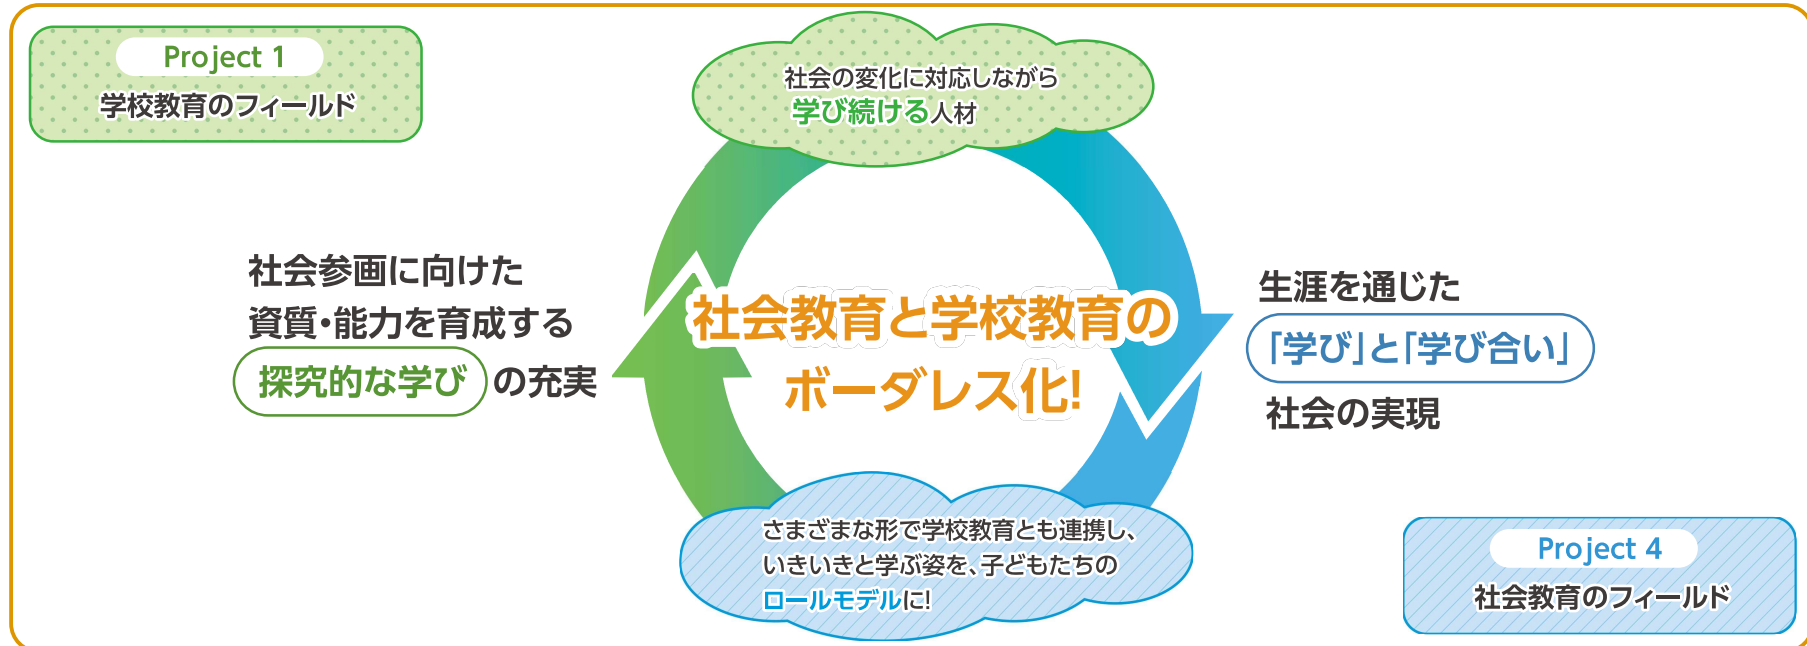 Project 1
学校教育のフィールド
社会の変化に対応しながら
学び続ける人材
社会参画に向けた
資質・能力を育成する
探究的な学びの充実
社会教育と学校教育の
ボーダレス化!
生涯を通じた
「学び」と「学び合い」
社会の実現
さまざまな形で学校教育とも連携し、
いきいきと学ぶ姿を、子どもたちの
ロールモデルに!
Project 4
社会教育のフィールド